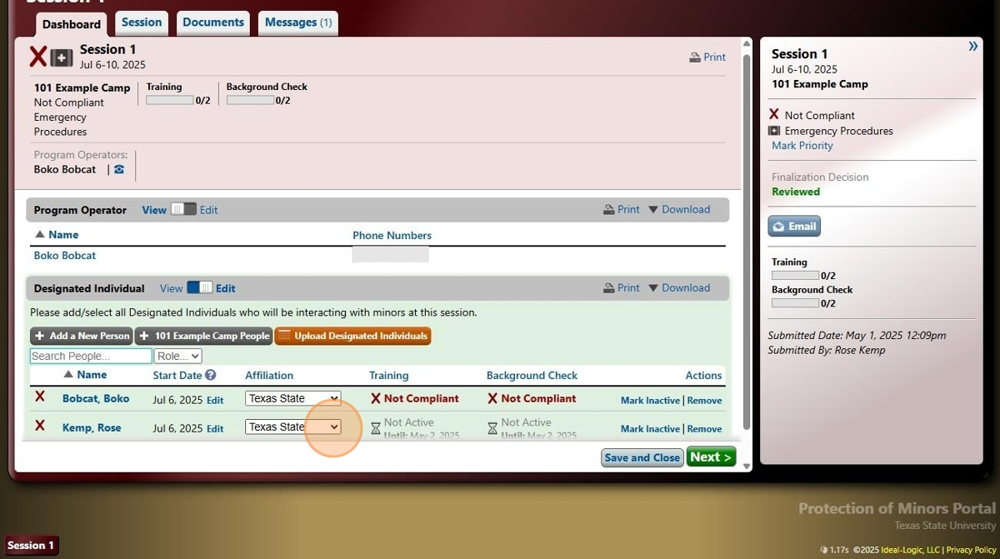 Session 1
Dashboard
Session
Documents
Messages (1)
Session 1
Jul 6-10, 2025
Print
101 Example Camp
Not Compliant
Emergency
Procedures
Training
0/2
Background Check
0/2
Program Operators:
Boko Bobcat |
Program Operator View Edit
Print ▼ Download
▲ Name Phone Numbers
Boko Bobcat
Designated Individual View Edit
Print ▼ Download
Please add/select all Designated Individuals who will be interacting with minors at this session.
+ Add a New Person + 101 Example Camp People Upload Designated Individuals
Search People... Role...
▲ Name Start Date ? Affiliation Training Background Check Actions
X Bobcat, Boko Jul 6, 2025 Edit Texas State X Not Compliant X Not Compliant Mark Inactive | Remove
X Kemp, Rose Jul 6, 2025 Edit Texas State Not Active Not Active Mark Inactive | Remove
Until: May 2, 2025 Until: May 2, 2025
Save and Close Next >
»
Session 1
Jul 6-10, 2025
101 Example Camp
X Not Compliant
Emergency Procedures
Mark Priority
Finalization Decision
Reviewed
Email
Training
0/2
Background Check
0/2
Submitted Date: May 1, 2025 12:09pm
Submitted By: Rose Kemp
Protection of Minors Portal
Texas State University
Session 1
1.17s ©2025 Ideal-Logic, LLC | Privacy Policy